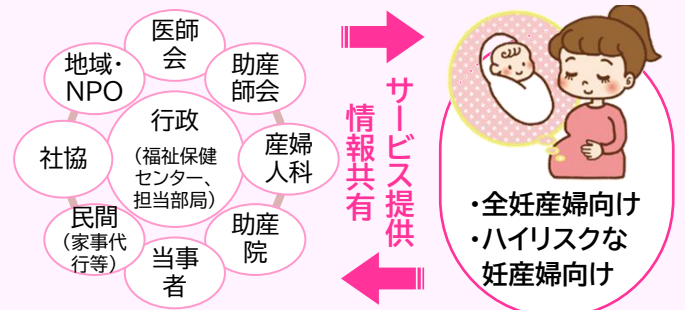 医師
会
地域・
NPO
助産
師会
行政
（福祉保健
センター、
担当部局）
社協
産婦
人科
民間
（家事代
行等）
助産
院
当事
者
サービス提供
情報共有
・全妊産婦向け
・ハイリスクな
妊産婦向け